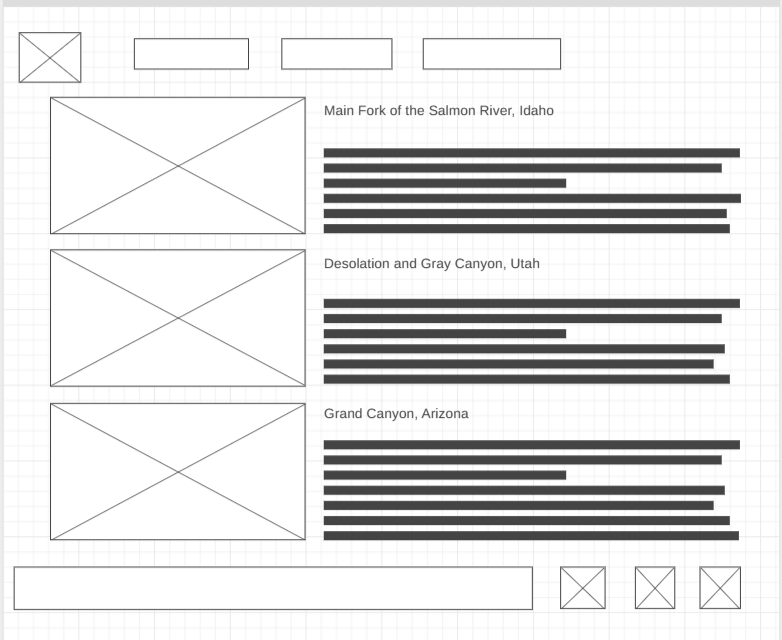 Main Fork of the Salmon River, Idaho
Desolation and Gray Canyon, Utah
Grand Canyon, Arizona